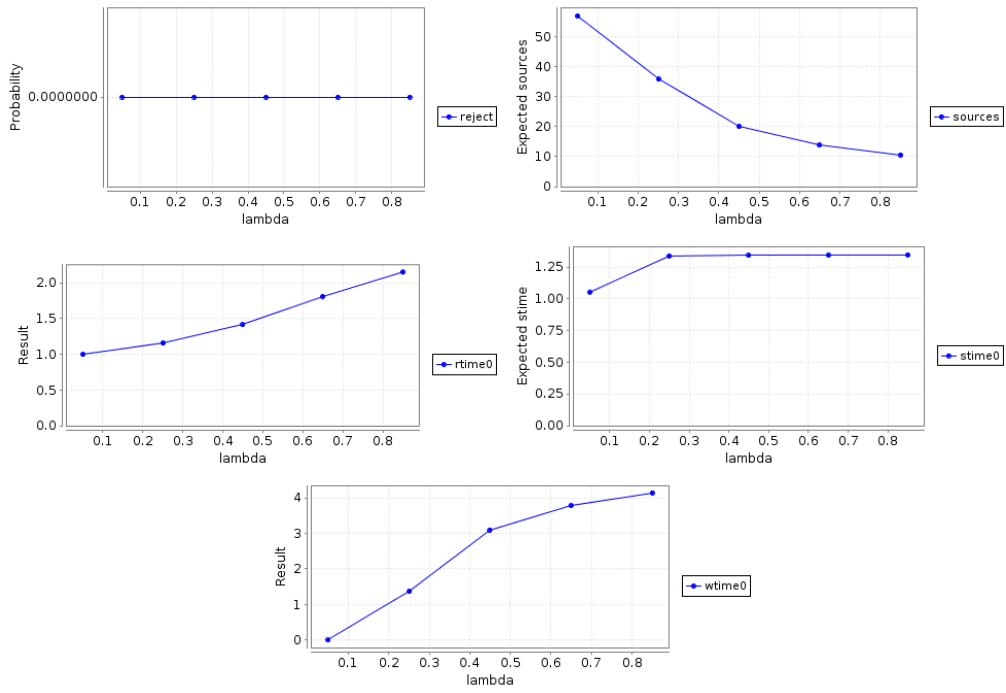 Probability
0.0000000
0.1 0.2 0.3 0.4 0.5 0.6 0.7 0.8
lambda
reject
Expected sources
50
40
30
20
10
0
0.1 0.2 0.3 0.4 0.5 0.6 0.7 0.8
lambda
sources
Result
2.0
1.5
1.0
0.5
0.0
0.1 0.2 0.3 0.4 0.5 0.6 0.7 0.8
lambda
rtime0
Expected stime
1.25
1.00
0.75
0.50
0.25
0.00
0.1 0.2 0.3 0.4 0.5 0.6 0.7 0.8
lambda
stime0
Result
4
3
2
1
0
0.1 0.2 0.3 0.4 0.5 0.6 0.7 0.8
lambda
wtime0